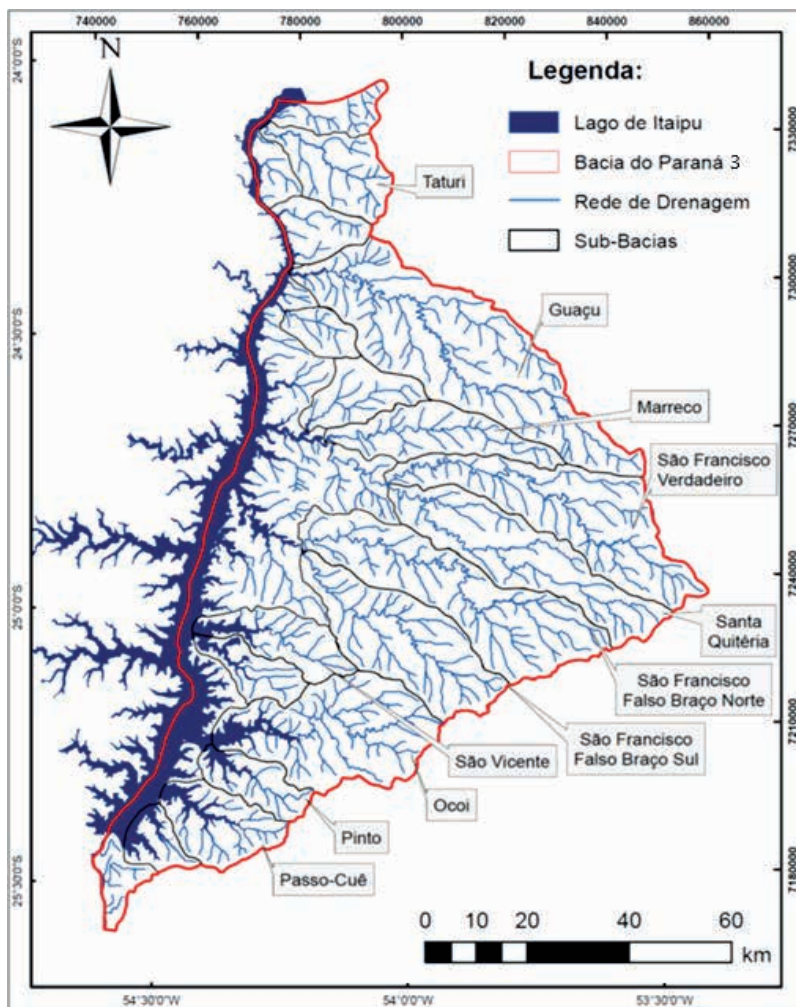 740000 760000 780000 800000 820000 840000 860000
N
24°0'0"S
24°30'0"S
25°0'0"S
25°30'0"S
Legenda:
Lago de Itaipu
Bacia do Paraná 3
Rede de Drenagem
Sub-Bacias
7330000
7300000
7270000
7240000
7210000
7180000
Taturi
Guaçu
Marreco
São Francisco
Verdadeiro
Santa
Quitéria
São Francisco
Falso Braço Norte
São Francisco
Falso Braço Sul
São Vicente
Ocoi
Pinto
Passo-Cuê
0 10 20 40 60
km
54°30'0"W 54°0'0"W 53°30'0"W